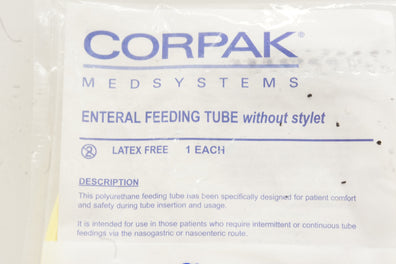 CORPAK®
MEDSYSTEMS
ENTERAL FEEDING TUBE without stylet
2 LATEX FREE 1 EACH
DESCRIPTION
This polyurethane feeding tube has been specifically designed for patient comfort
and safety during tube insertion and usage.
It is intended for use in those patients who require intermittent or continuous tube
feedings via the nasogastric or nasoenteric route.